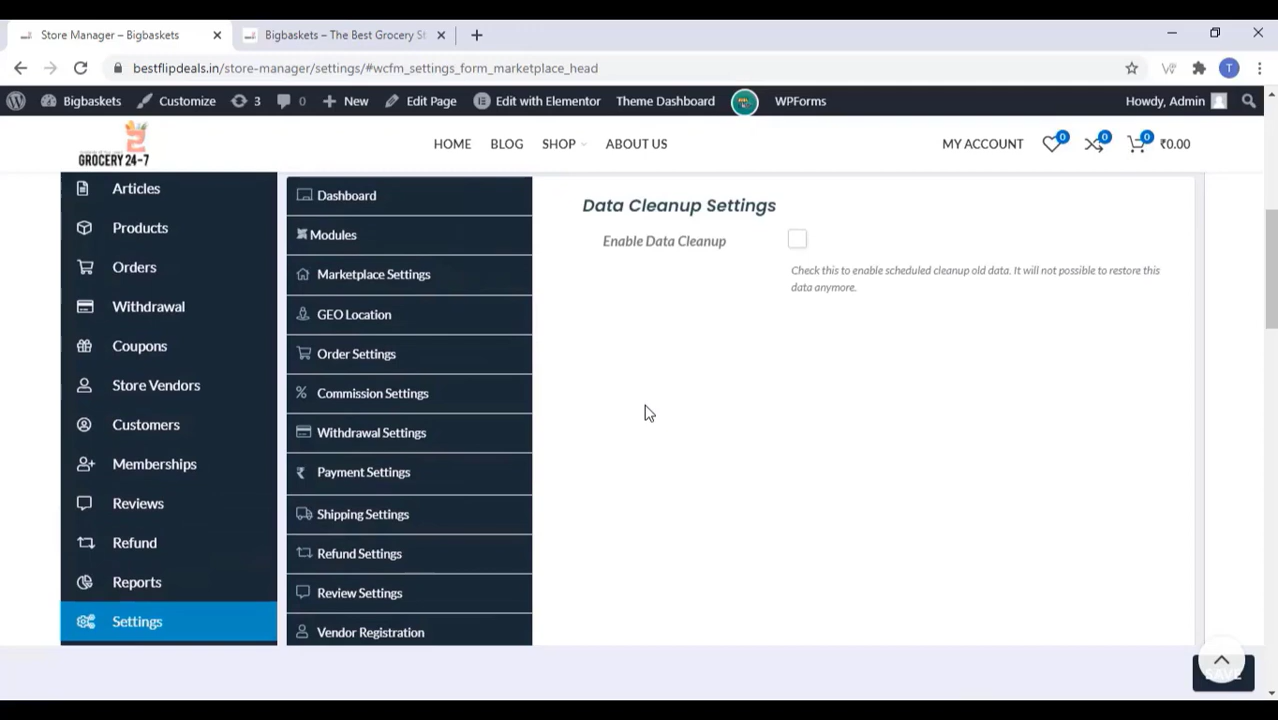 Store Manager – Bigbaskets
Bigbaskets – The Best Grocery St
bestflipdeals.in/store-manager/settings/#wcfm_settings_form_marketplace_head
T
Bigbaskets
Customize
3
0
New
Edit Page
Edit with Elementor
Theme Dashboard
WPForms
Howdy, Admin
GROCERY 24-7
HOME
BLOG
SHOP
ABOUT US
MY ACCOUNT
0
0
0
₹0.00
Articles
Products
Orders
Withdrawal
Coupons
Store Vendors
Customers
Memberships
Reviews
Refund
Reports
Settings
Dashboard
Modules
Marketplace Settings
GEO Location
Order Settings
Commission Settings
Withdrawal Settings
Payment Settings
Shipping Settings
Refund Settings
Review Settings
Vendor Registration
Data Cleanup Settings
Enable Data Cleanup
Check this to enable scheduled cleanup old data. It will not possible to restore this
data anymore.
SAVE